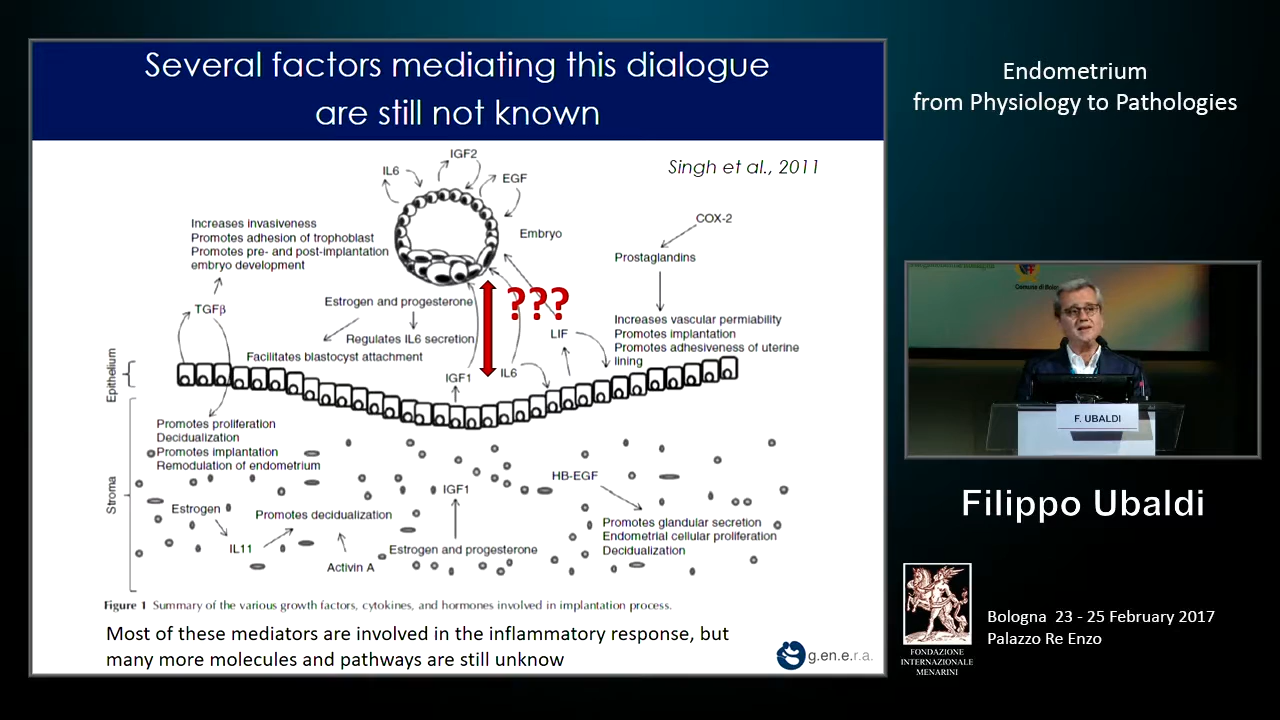 Several factors mediating this dialogue
are still not known
Singh et al., 2011
IL6
IGF2
EGF
Embryo
COX-2
Prostaglandins
Increases vascular permiability
Promotes implantation
Promotes adhesiveness of uterine
lining
Increases invasiveness
Promotes adhesion of trophoblast
Promotes pre- and post-implantation
embryo development
TGFβ
Estrogen and progesterone
Regulates IL6 secretion
Facilitates blastocyst attachment
???
LIF
IGF1
IL6
Epithelium
Stroma
Promotes proliferation
Decidualization
Promotes implantation
Remodulation of endometrium
Estrogen
IL11
Promotes decidualization
Activin A
IGF1
Estrogen and progesterone
HB-EGF
Promotes glandular secretion
Endometrial cellular proliferation
Decidualization
Figure 1 Summary of the various growth factors, cytokines, and hormones involved in implantation process.
Most of these mediators are involved in the inflammatory response, but
many more molecules and pathways are still unknow
g.en.e.r.a.
Endometrium
from Physiology to Pathologies
F. UBALDI
Filippo Ubaldi
FONDAZIONE
INTERNAZIONALE
MENARINI
Bologna 23 - 25 February 2017
Palazzo Re Enzo